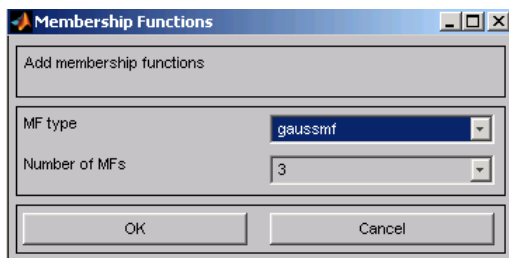 Membership Functions
Add membership functions
MF type
gaussmf
Number of MFs
3
OK
Cancel